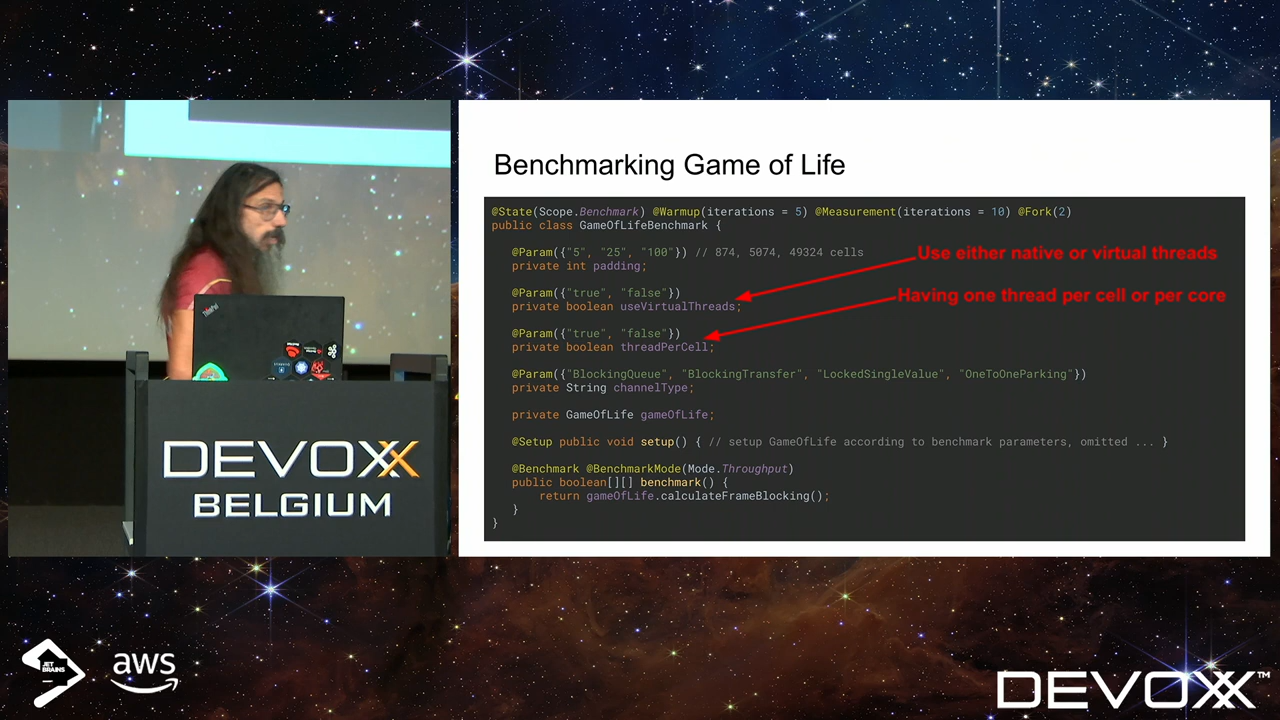 Benchmarking Game of Life
@State(Scope.Benchmark) @Warmup(iterations = 5) @Measurement(iterations = 10) @Fork(2)
public class GameOfLifeBenchmark {
@Param({"5", "25", "100"}) // 874, 5074, 49324 cells
private int padding;
Use either native or virtual threads
@Param({"true", "false"})
private boolean useVirtualThreads;
Having one thread per cell or per core
@Param({"true", "false"})
private boolean threadPerCell;
@Param({"BlockingQueue", "BlockingTransfer", "LockedSingleValue", "OneToOneParking"})
private String channelType;
private GameOfLife gameOfLife;
@Setup public void setup() { // setup GameOfLife according to benchmark parameters, omitted ... }
@Benchmark @BenchmarkMode(Mode.Throughput)
public boolean[][] benchmark() {
return gameOfLife.calculateFrameBlocking();
}
}
ThinkPad
DEVOXX
BELGIUM
JET
BRAINS
aws
DEVOXX™